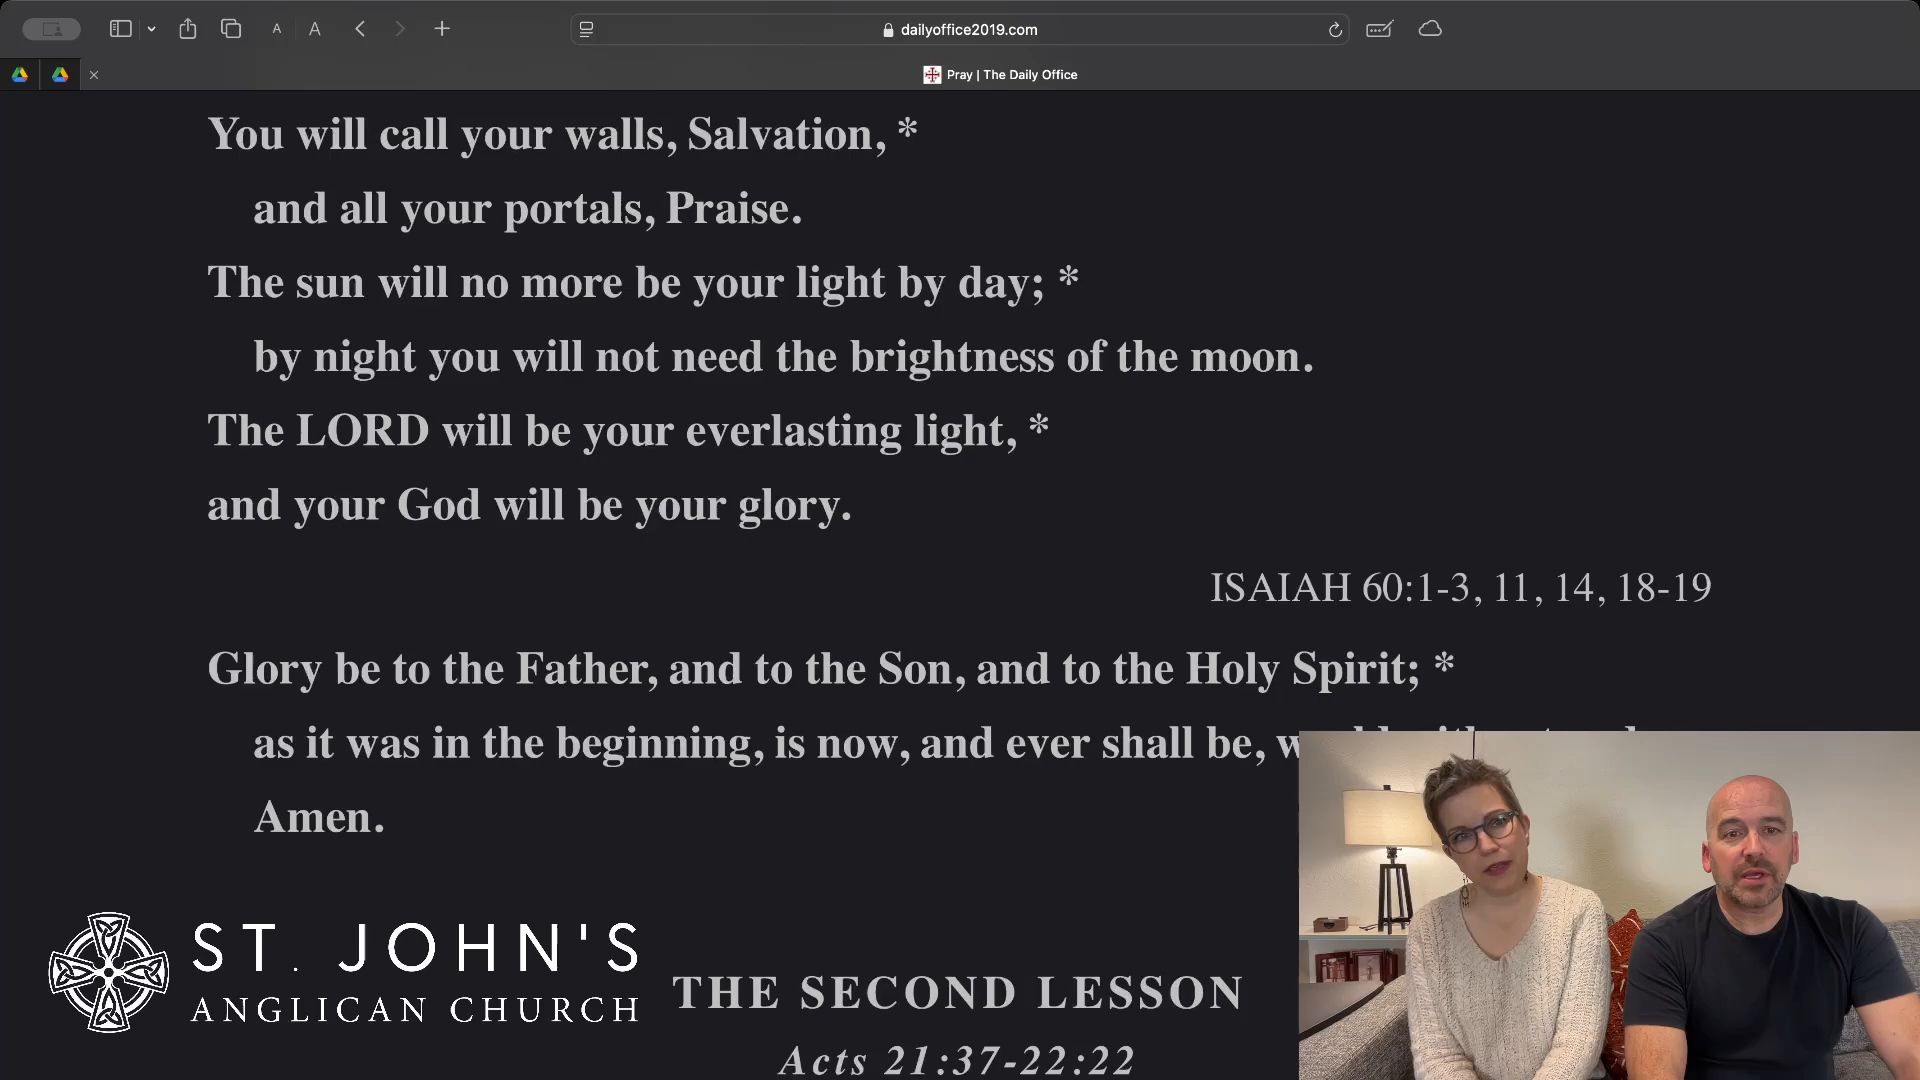 A A dailyoffice2019.com
Pray | The Daily Office
You will call your walls, Salvation, *
and all your portals, Praise.
The sun will no more be your light by day; *
by night you will not need the brightness of the moon.
The LORD will be your everlasting light, *
and your God will be your glory.
ISAIAH 60:1-3, 11, 14, 18-19
Glory be to the Father, and to the Son, and to the Holy Spirit; *
as it was in the beginning, is now, and ever shall be,
Amen.
ST. JOHN'S
ANGLICAN CHURCH
THE SECOND LESSON
Acts 21:37-22:22